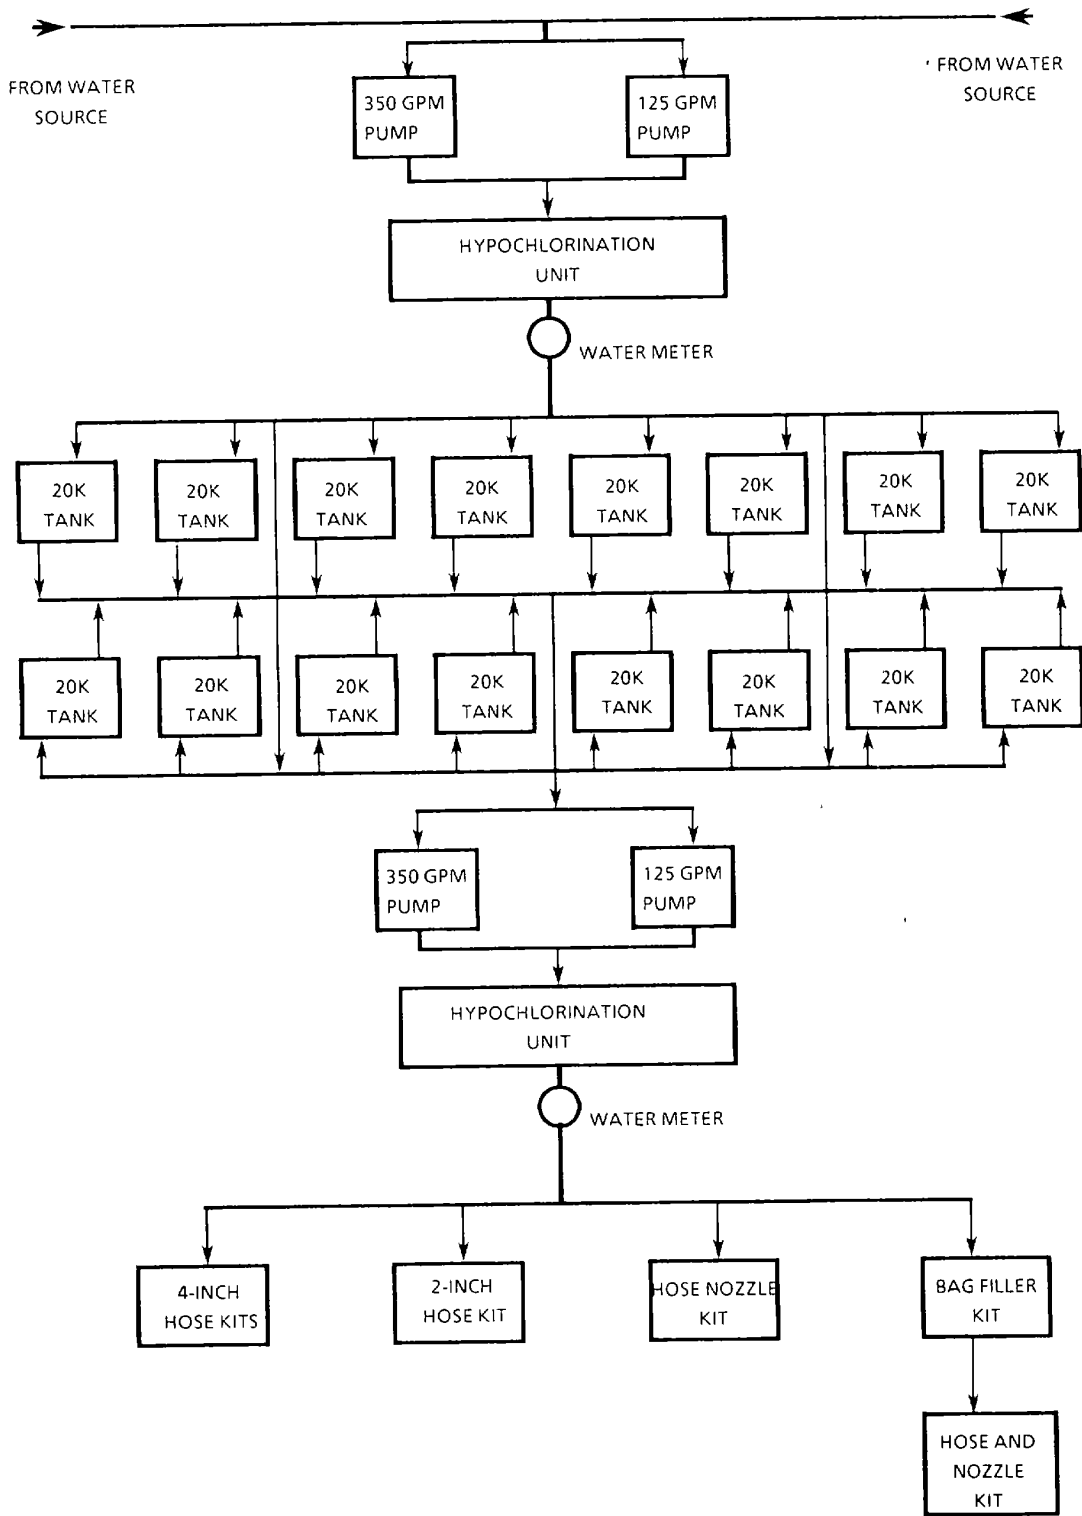 FROM WATER
SOURCE
FROM WATER
SOURCE
350 GPM
PUMP
125 GPM
PUMP
HYPOCHLORINATION
UNIT
WATER METER
20K
TANK
20K
TANK
20K
TANK
20K
TANK
20K
TANK
20K
TANK
20K
TANK
20K
TANK
20K
TANK
20K
TANK
20K
TANK
20K
TANK
20K
TANK
20K
TANK
20K
TANK
20K
TANK
350 GPM
PUMP
125 GPM
PUMP
HYPOCHLORINATION
UNIT
WATER METER
4-INCH
HOSE KITS
2-INCH
HOSE KIT
HOSE NOZZLE
KIT
BAG FILLER
KIT
HOSE AND
NOZZLE
KIT